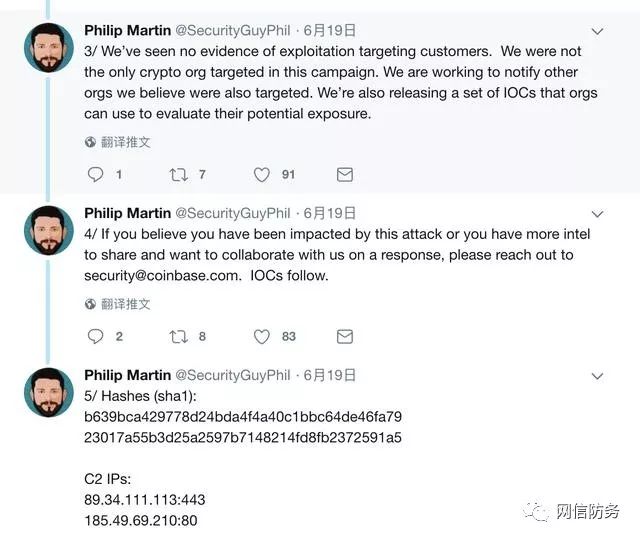 Philip Martin @SecurityGuyPhil · 6月19日
3/ We've seen no evidence of exploitation targeting customers.  We were not
the only crypto org targeted in this campaign. We are working to notify other
orgs we believe were also targeted. We're also releasing a set of IOCs that orgs
can use to evaluate their potential exposure.
翻译推文
1 7 91
Philip Martin @SecurityGuyPhil · 6月19日
4/ If you believe you have been impacted by this attack or you have more intel
to share and want to collaborate with us on a response, please reach out to
security@coinbase.com.  IOCs follow.
翻译推文
2 8 83
Philip Martin @SecurityGuyPhil · 6月19日
5/ Hashes (sha1):
b639bca429778d24bda4f4a40c1bbc64de46fa79
23017a55b3d25a2597b7148214fd8fb2372591a5
C2 IPs:
89.34.111.113:443
185.49.69.210:80
网信防务